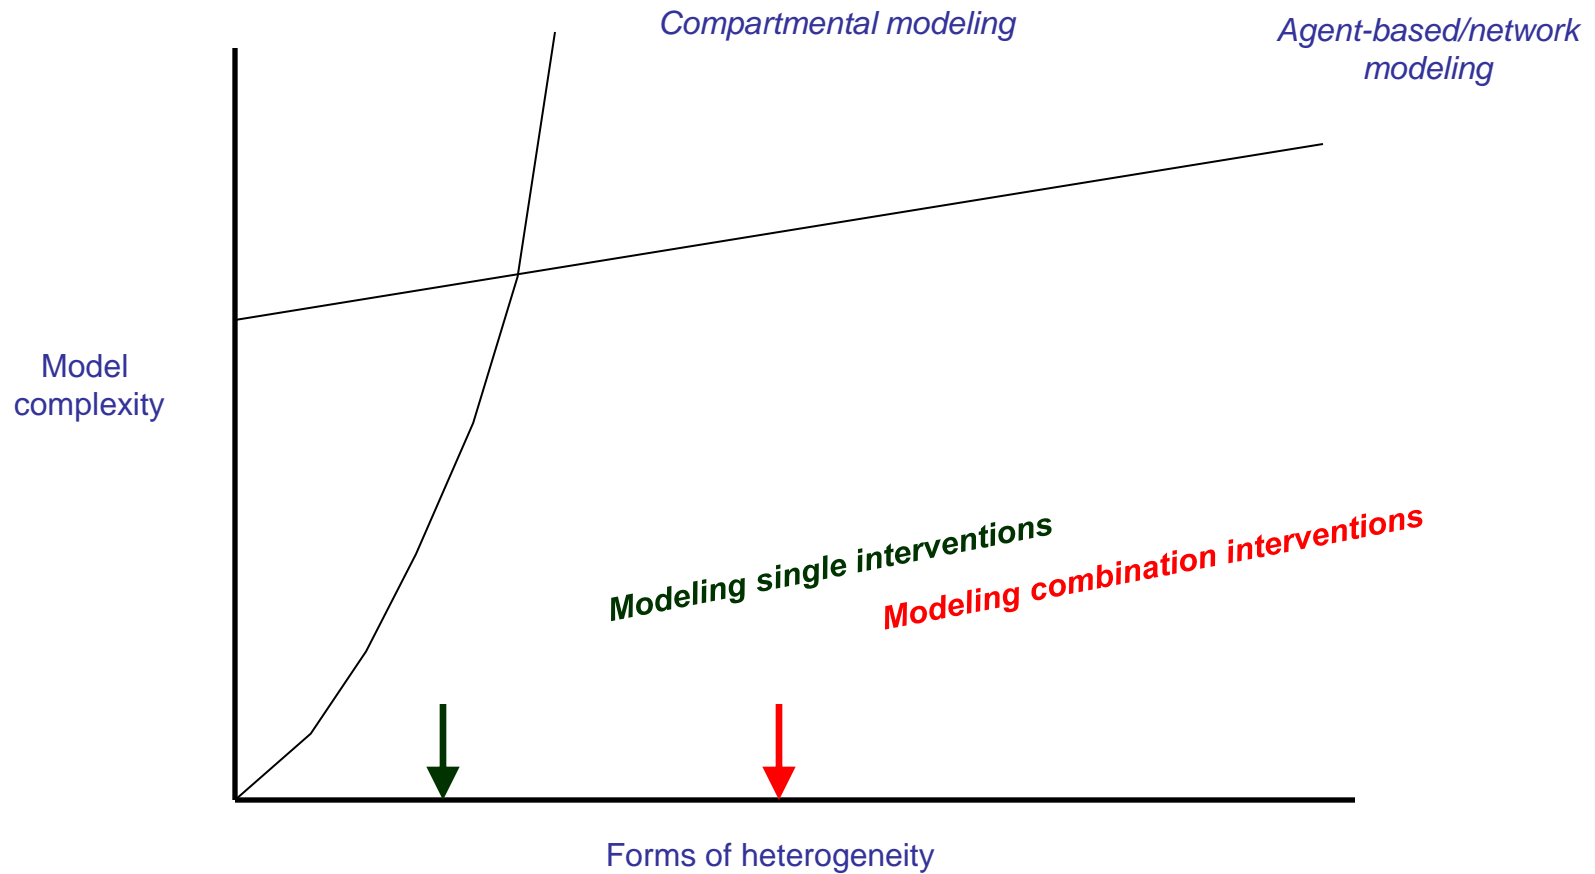 Compartmental modeling
Agent-based/network
modeling
Model
complexity
Modeling single interventions
Modeling combination interventions
Forms of heterogeneity